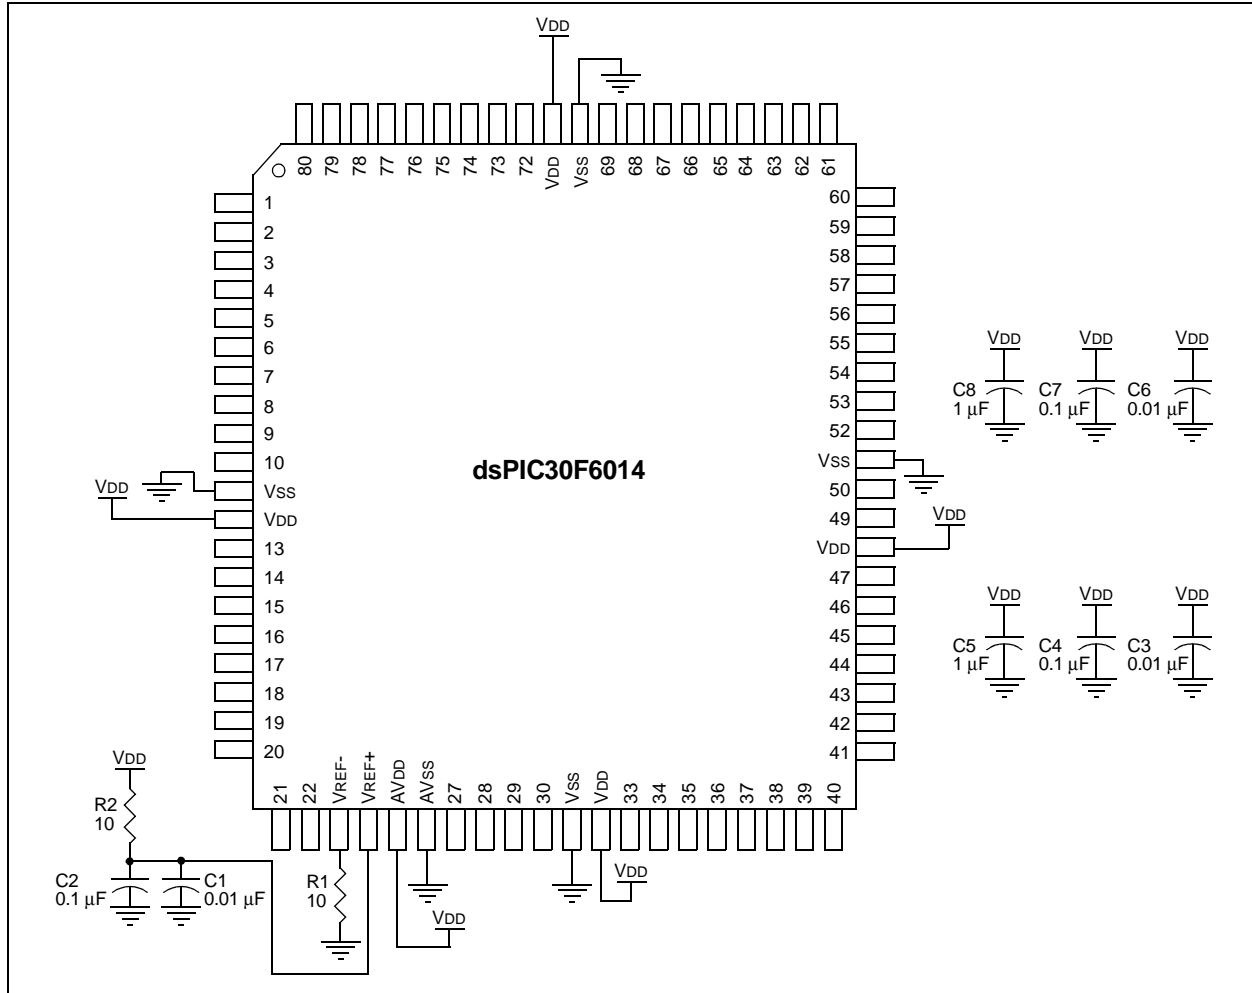 VDD
80 79 78 77 76 75 74 73 72 VDD VSS 69 68 67 66 65 64 63 62 61
1
2
3
4
5
6
7
8
9
10
VSS
VDD
13
14
15
16
17
18
19
20
VDD
dsPIC30F6014
60
59
58
57
56
55
54
53
52
VSS
50
49
VDD
47
46
45
44
43
42
41
VDD
VDD VDD VDD
C8 C7 C6
1 µF 0.1 µF 0.01 µF
VDD VDD VDD
C5 C4 C3
1 µF 0.1 µF 0.01 µF
21 22 VREF- VREF+ AVDD AVSS 27 28 29 30 VSS VDD 33 34 35 36 37 38 39 40
VDD
R2
10
C2
0.1 µF
C1
0.01 µF
R1
10
VDD
VDD